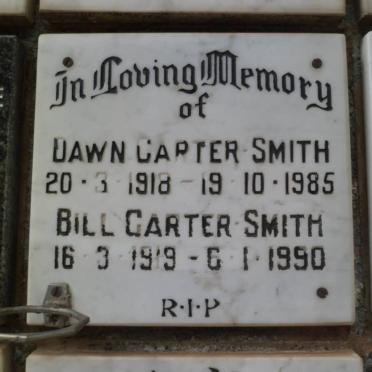 In Loving Memory
of
DAWN CARTER SMITH
20·3 1918 - 19 10·1985
BILL CARTER SMITH
16 3 1919 - 6·1·1990
R·I·P